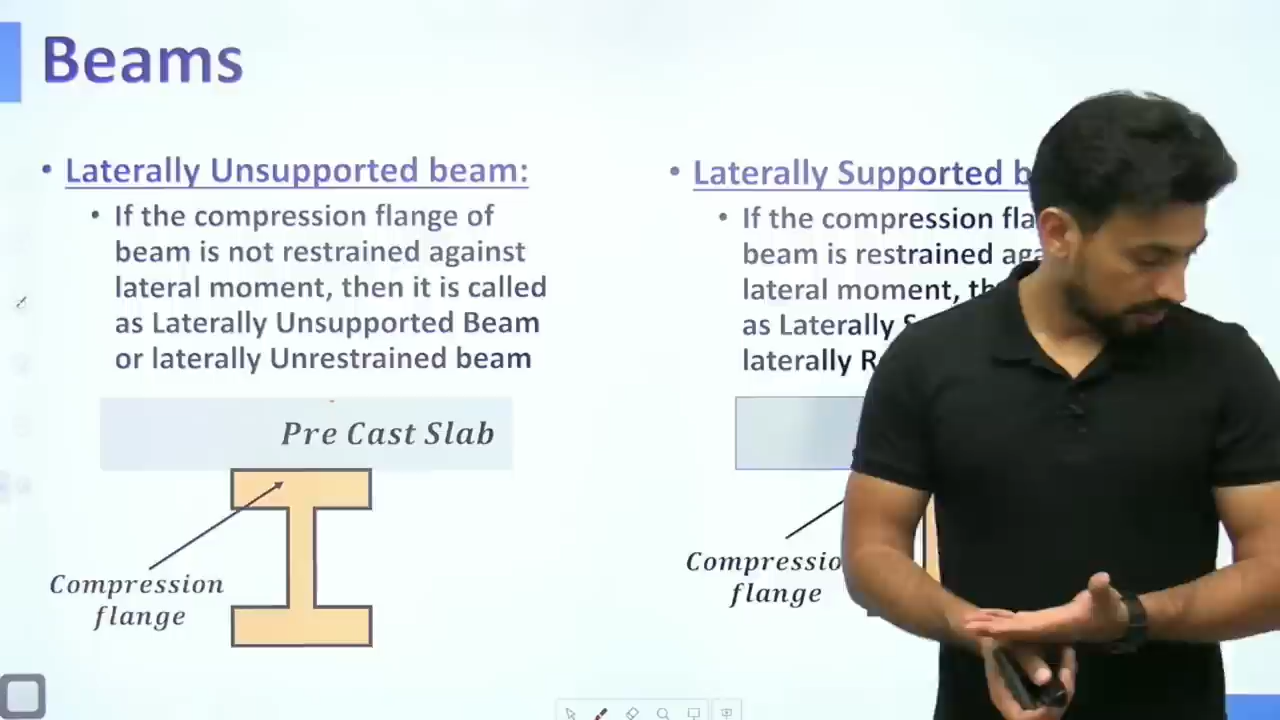 Beams
• Laterally Unsupported beam:
• If the compression flange of
beam is not restrained against
lateral moment, then it is called
as Laterally Unsupported Beam
or laterally Unrestrained beam
Pre Cast Slab
Compression
flange
• Laterally Supported
• If the compression
beam is restrained
lateral moment,
as Laterally
laterally
flange